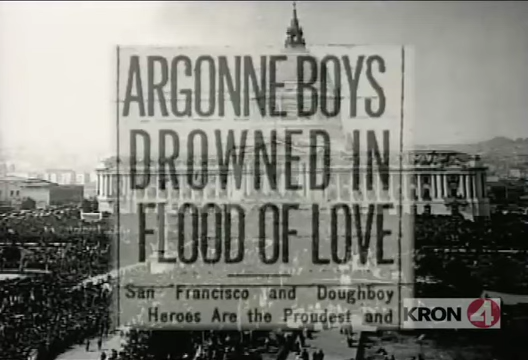 ARGONNE BOYS
DROWNED IN
FLOOD OF LOVE
San Francisco and Doughboy
Heroes Are the Proudest and
KRON 4